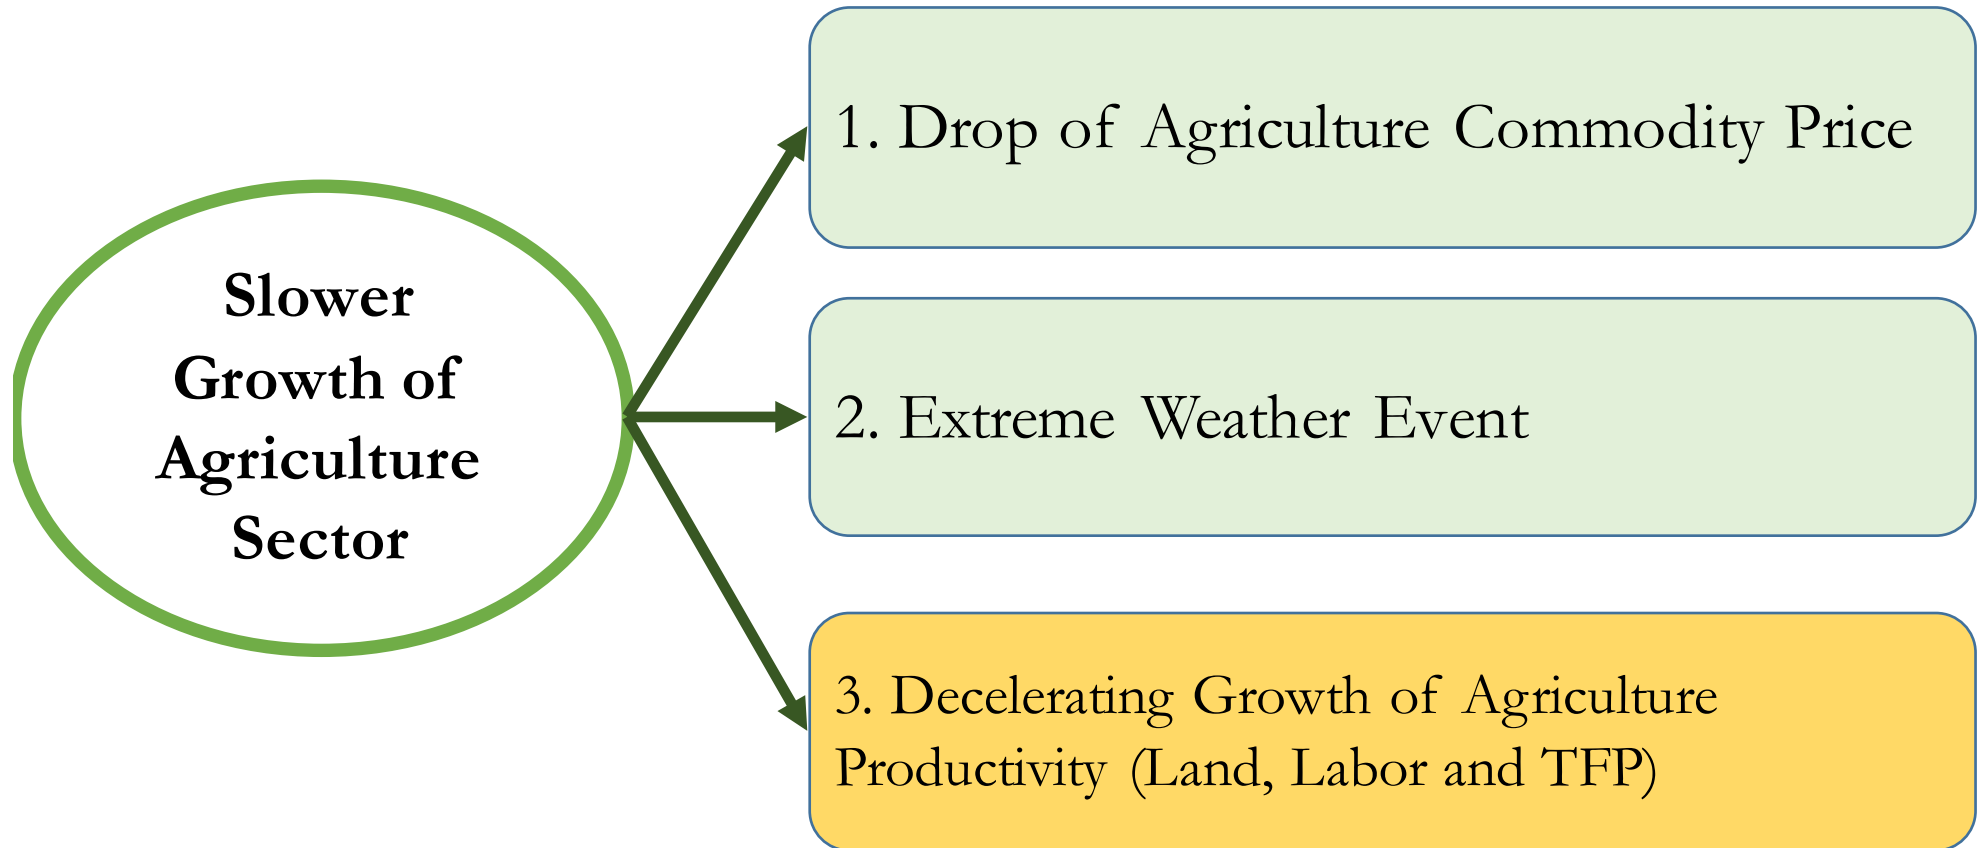 Slower
Growth of
Agriculture
Sector
1. Drop of Agriculture Commodity Price
2. Extreme Weather Event
3. Decelerating Growth of Agriculture
Productivity (Land, Labor and TFP)